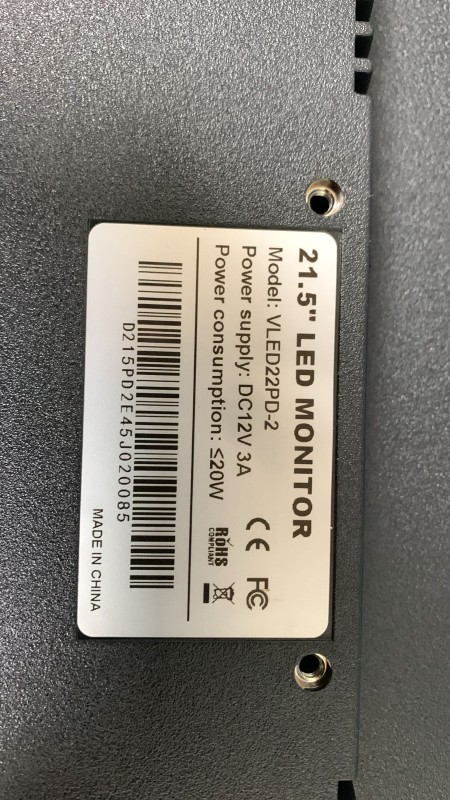 21.5" LED MONITOR
Model: VLED22PD-2
Power supply: DC12V 3A
Power consumption: ≤20W
CE FC
RoHS
COMPLIANT
D215PD2E45J020085
MADE IN CHINA